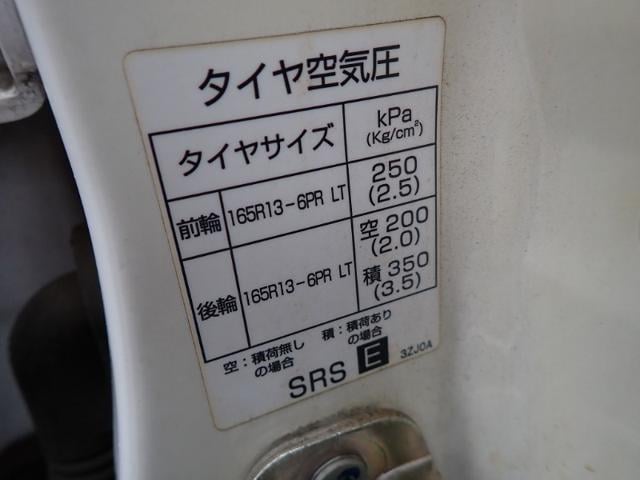 タイヤ空気圧
タイヤサイズ kPa
(Kg/cm²)
前輪 165R13-6PR LT 250
(2.5)
後輪 165R13-6PR LT 空 200
(2.0)
積 350
(3.5)
空：積荷無しの場合
積：積荷ありの場合
SRS E 3ZJ0A